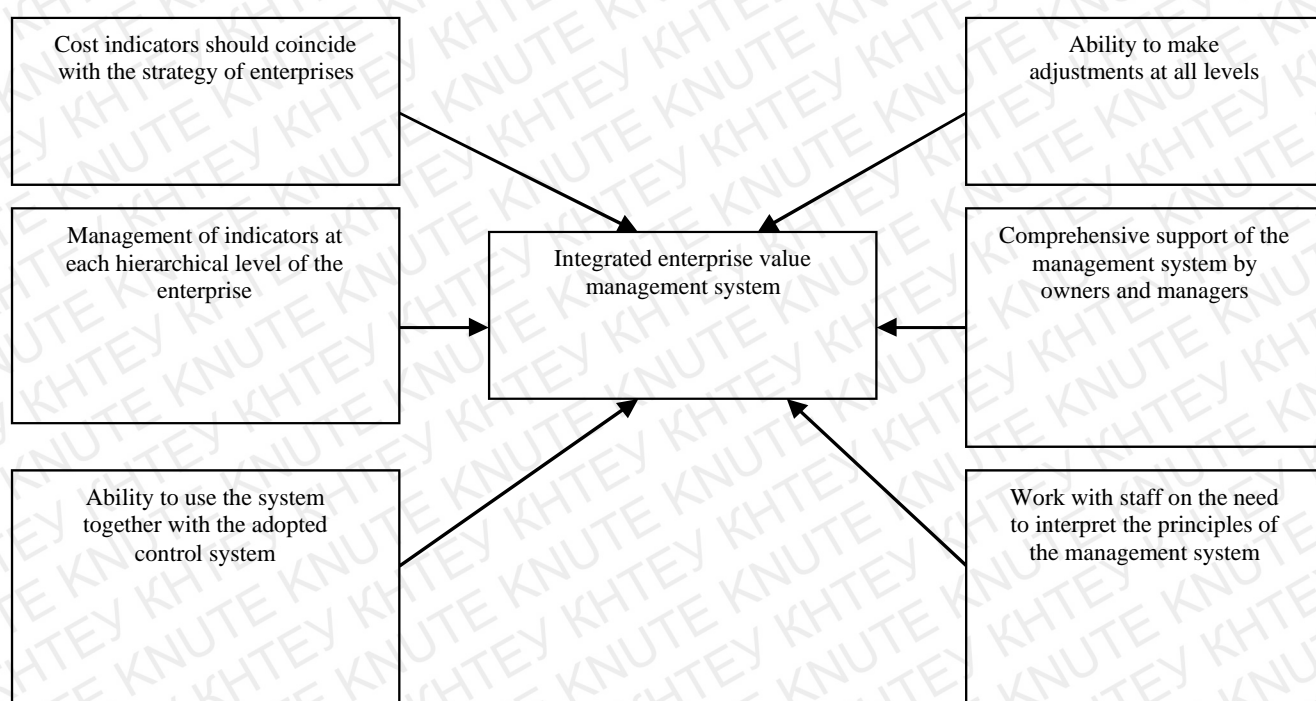 Cost indicators should coincide
with the strategy of enterprises
Ability to make
adjustments at all levels
Management of indicators at
each hierarchical level of the
enterprise
Integrated enterprise value
management system
Comprehensive support of the
management system by
owners and managers
Ability to use the system
together with the adopted
control system
Work with staff on the need
to interpret the principles of
the management system
KNUTE КНТЕУ